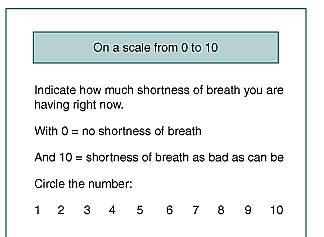 On a scale from 0 to 10
Indicate how much shortness of breath you are
having right now.
With 0 = no shortness of breath
And 10 = shortness of breath as bad as can be
Circle the number:
1 2 3 4 5 6 7 8 9 10